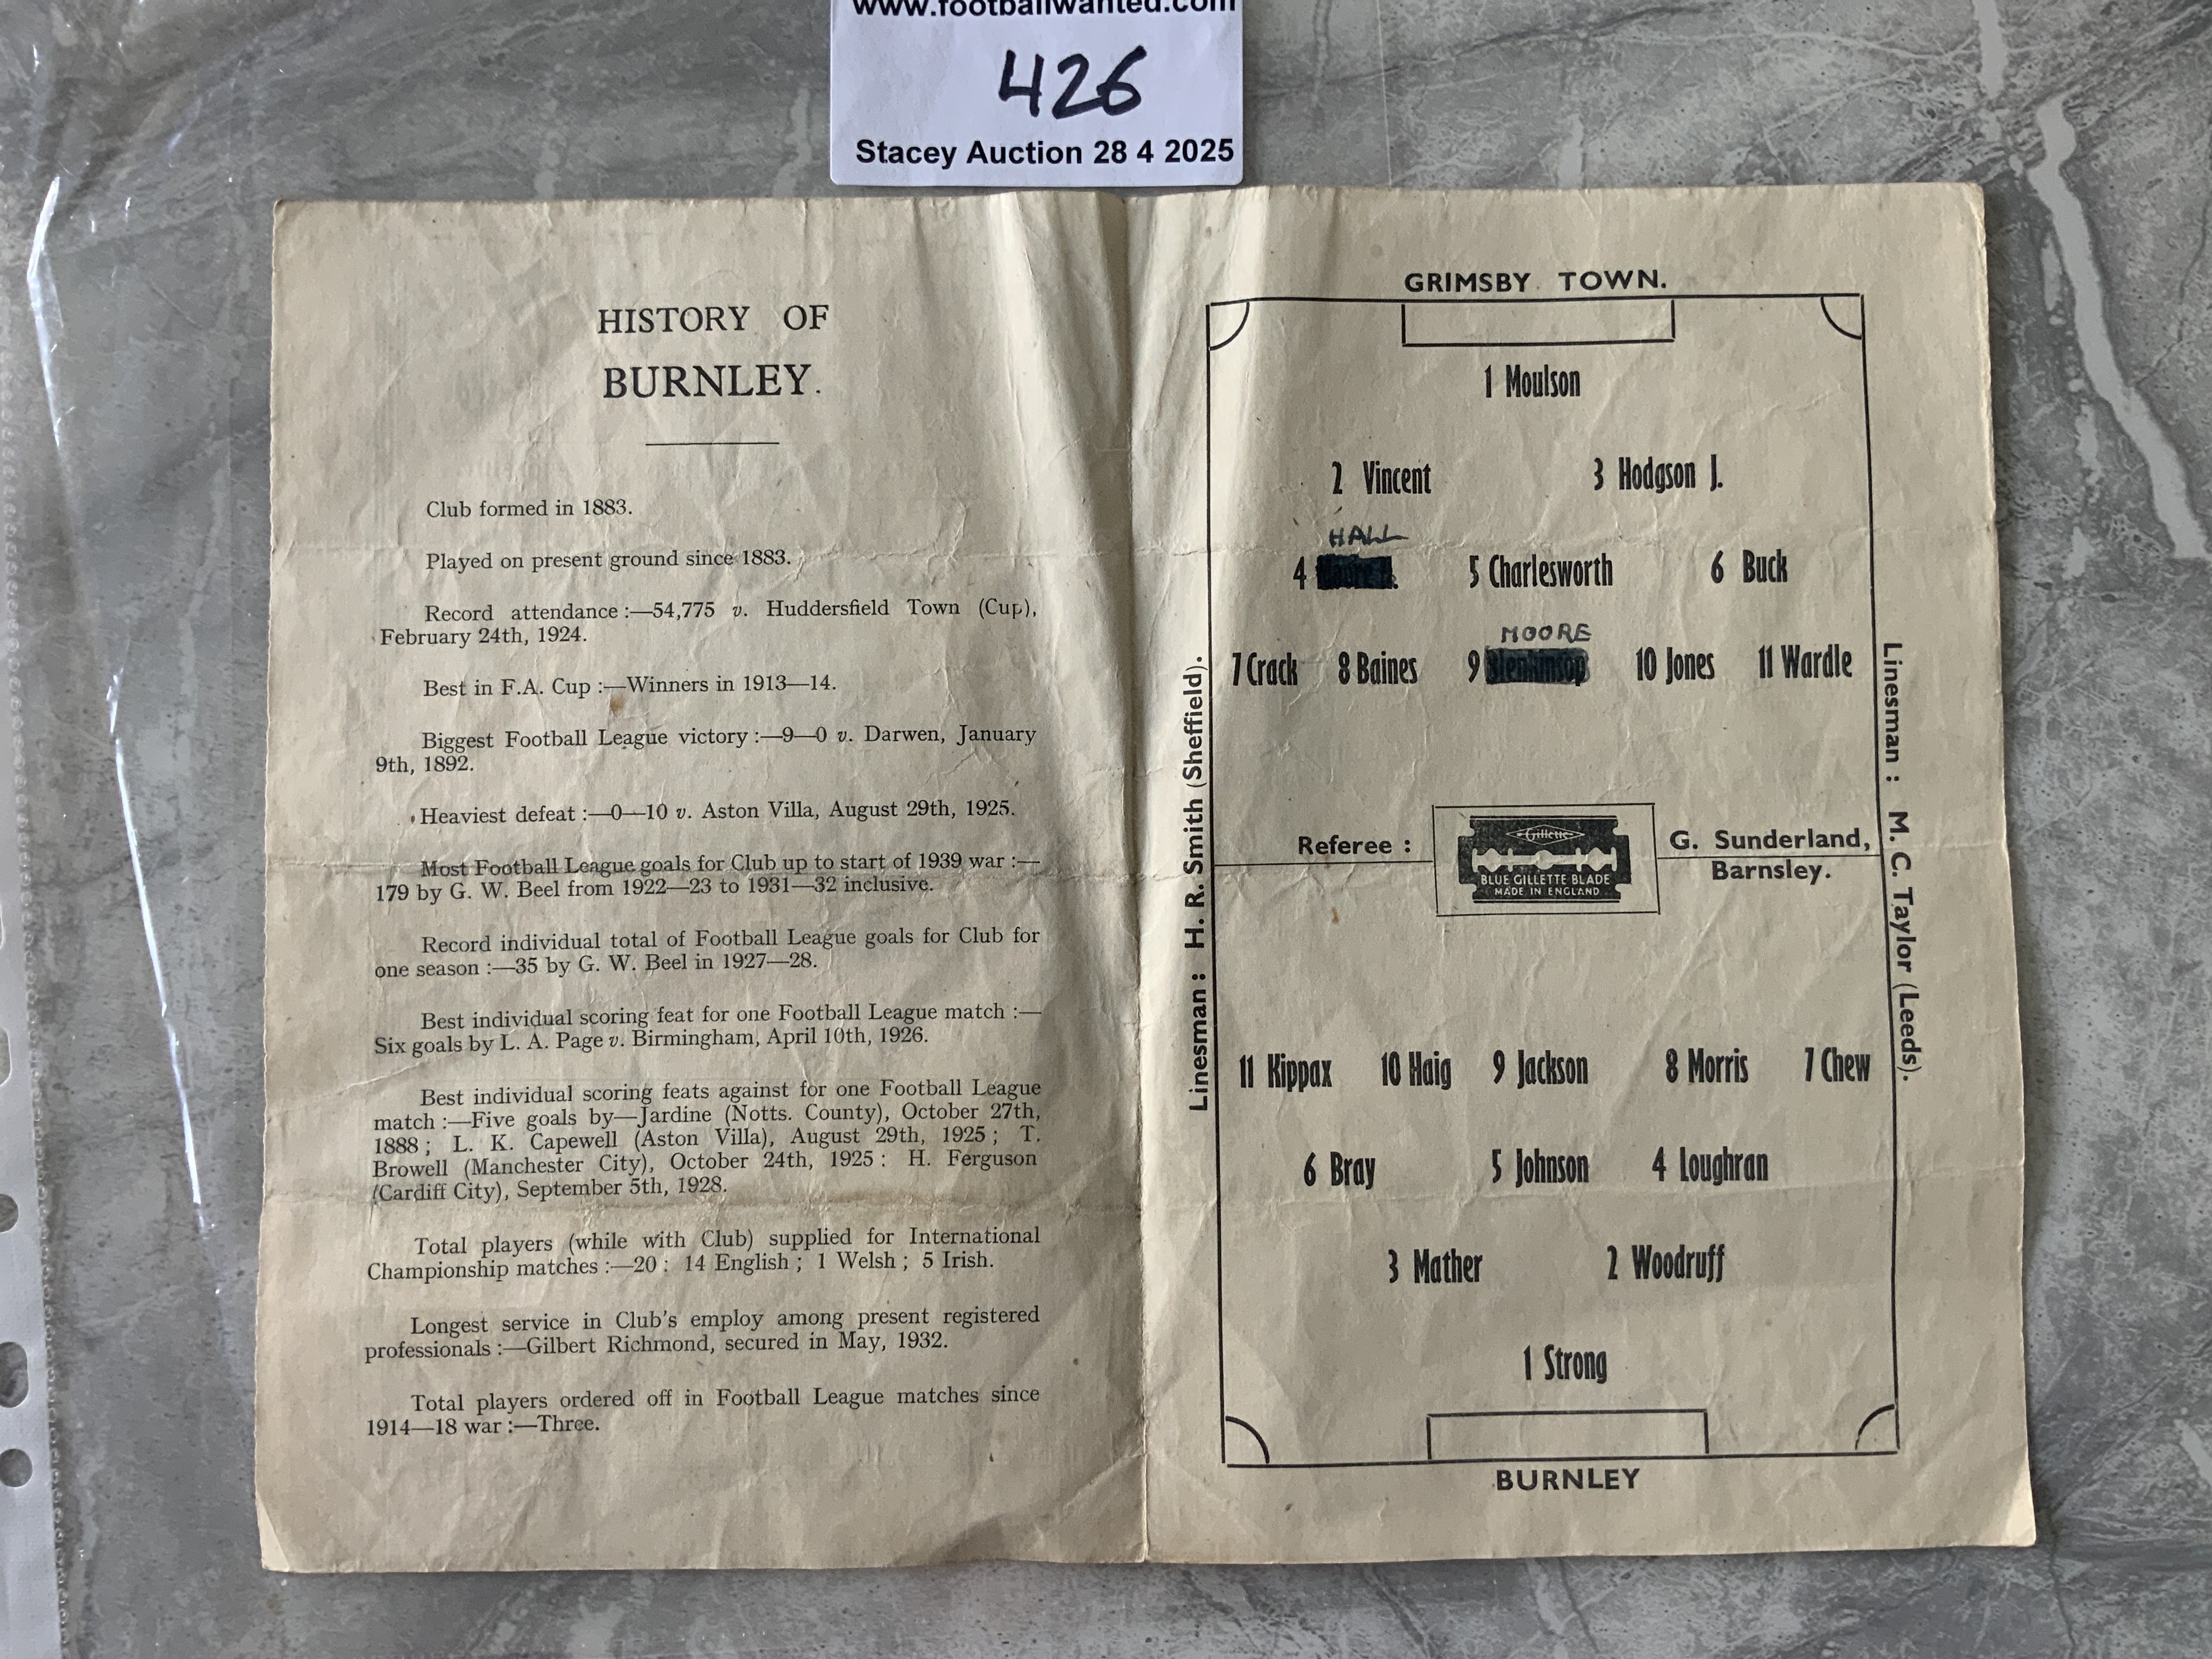 www.footballwanted.com
426
Stacey Auction 28 4 2025
HISTORY OF
BURNLEY.
Club formed in 1883.
Played on present ground since 1883.
Record attendance :—54,775 v. Huddersfield Town (Cup),
February 24th, 1924.
Best in F.A. Cup :—Winners in 1913—14.
Biggest Football League victory :—9—0 v. Darwen, January
9th, 1892.
Heaviest defeat :—0—10 v. Aston Villa, August 29th, 1925.
Most Football League goals for Club up to start of 1939 war :—
179 by G. W. Beel from 1922—23 to 1931—32 inclusive.
Record individual total of Football League goals for Club for
one season :—35 by G. W. Beel in 1927—28.
Best individual scoring feat for one Football League match :—
Six goals by L. A. Page v. Birmingham, April 10th, 1926.
Best individual scoring feats against for one Football League
match :—Five goals by—Jardine (Notts. County), October 27th,
1888 ; L. K. Capewell (Aston Villa), August 29th, 1925 ; T.
Browell (Manchester City), October 24th, 1925 : H. Ferguson
(Cardiff City), September 5th, 1928.
Total players (while with Club) supplied for International
Championship matches :—20 : 14 English ; 1 Welsh ; 5 Irish.
Longest service in Club's employ among present registered
professionals :—Gilbert Richmond, secured in May, 1932.
Total players ordered off in Football League matches since
1914—18 war :—Three.
GRIMSBY TOWN.
1 Moulson
2 Vincent 3 Hodgson J.
HALL
4 5 Charlesworth 6 Buck
MOORE
7 Crack 8 Baines 9 Jenkinsop 10 Jones 11 Wardle
Linesman : H. R. Smith (Sheffield).
Linesman : M. C. Taylor (Leeds).
Referee : G. Sunderland,
Barnsley.
Gillette
BLUE GILLETTE BLADE
MADE IN ENGLAND
11 Kippax 10 Haig 9 Jackson 8 Morris 7 Chew
6 Bray 5 Johnson 4 Loughran
3 Mather 2 Woodruff
1 Strong
BURNLEY